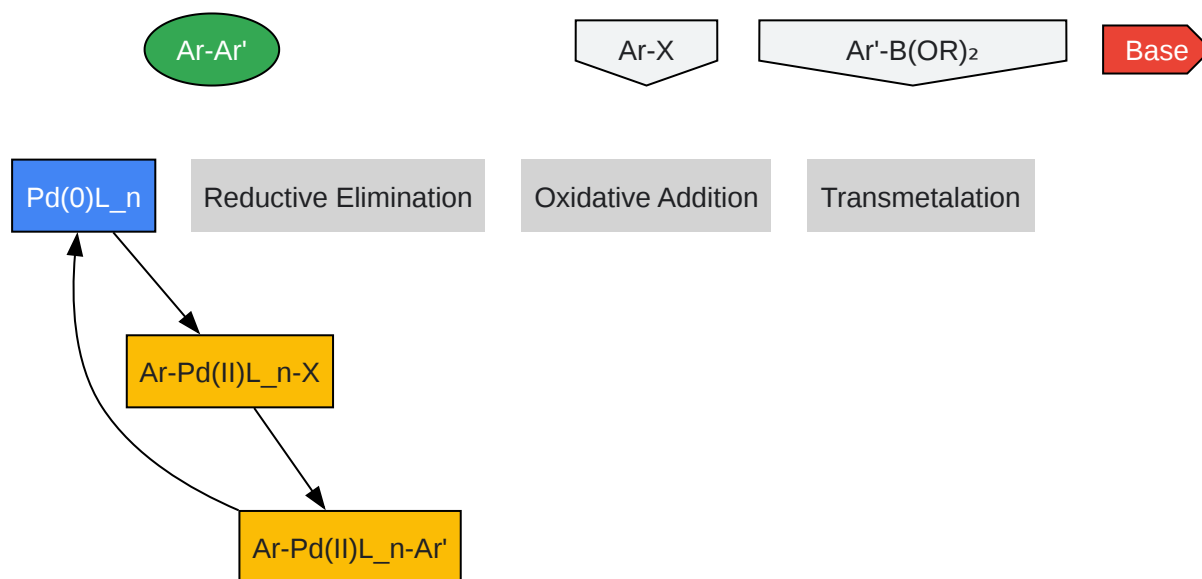 Ar-Ar'
Ar-X
Ar'-B(OR)₂
Base
Pd(0)L_n
Reductive Elimination
Oxidative Addition
Transmetalation
Ar-Pd(II)L_n-X
Ar-Pd(II)L_n-Ar'